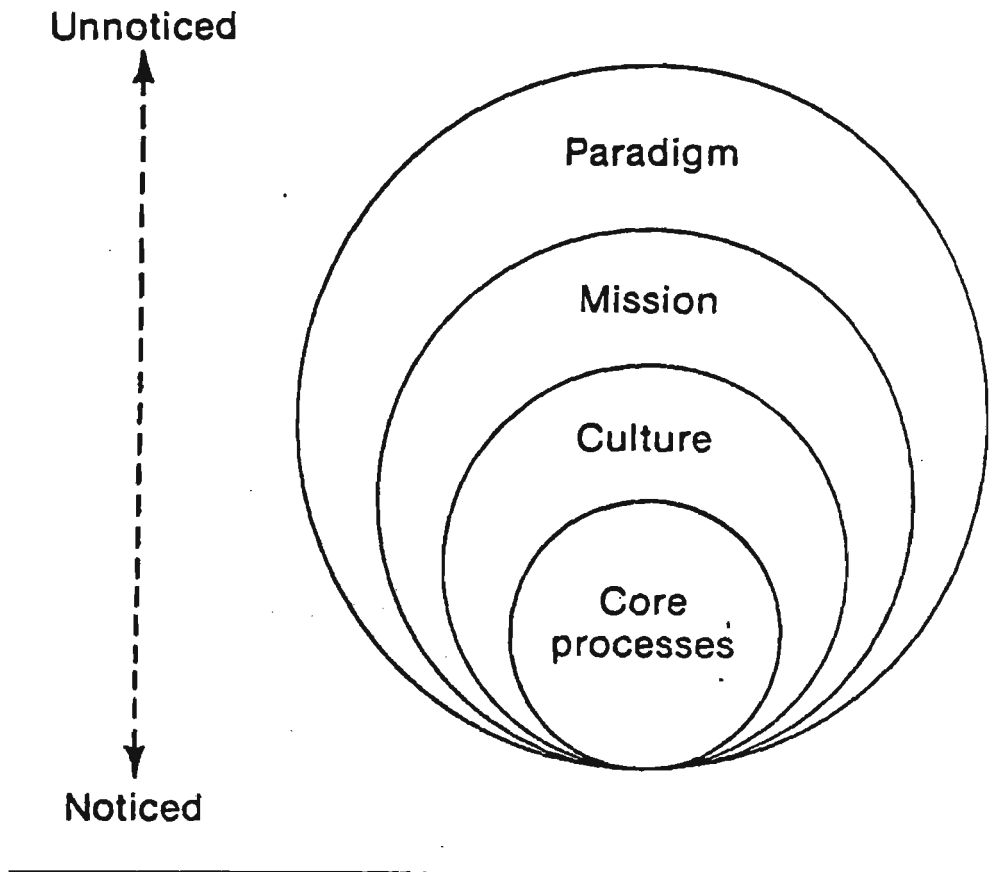 Unnoticed
Paradigm
Mission
Culture
Core
processes
Noticed